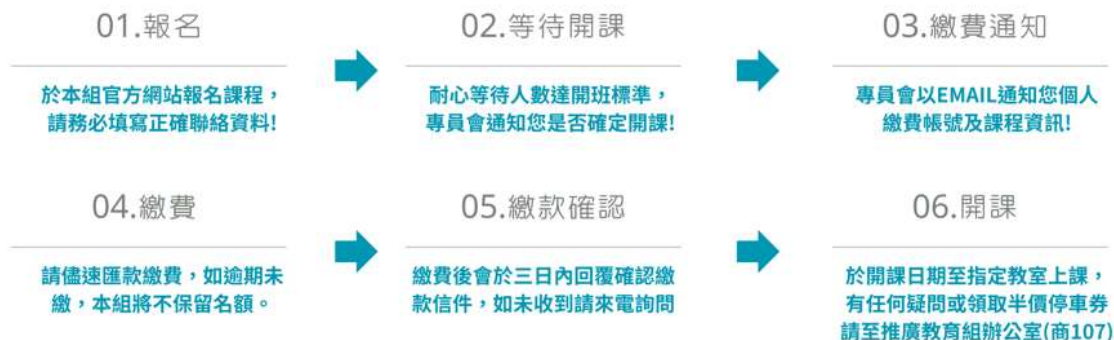 01.報名
於本組官方網站報名課程，
請務必填寫正確聯絡資料!
02.等待開課
耐心等待人數達開班標準，
專員會通知您是否確定開課!
03.繳費通知
專員會以EMAIL通知您個人
繳費帳號及課程資訊!
04.繳費
請儘速匯款繳費，如逾期未
繳，本組將不保留名額。
05.繳款確認
繳費後會於三日內回覆確認繳
款信件，如未收到請來電詢問
06.開課
於開課日期至指定教室上課，
有任何疑問或領取半價停車券
請至推廣教育組辦公室(商107)